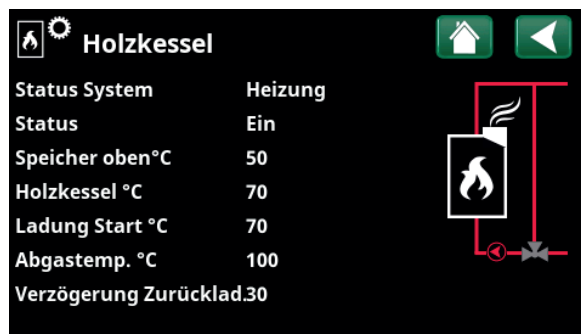 Holzkessel
Status System Heizung
Status Ein
Speicher oben°C 50
Holzkessel °C 70
Ladung Start °C 70
Abgastemp. °C 100
Verzögerung Zurücklad.30